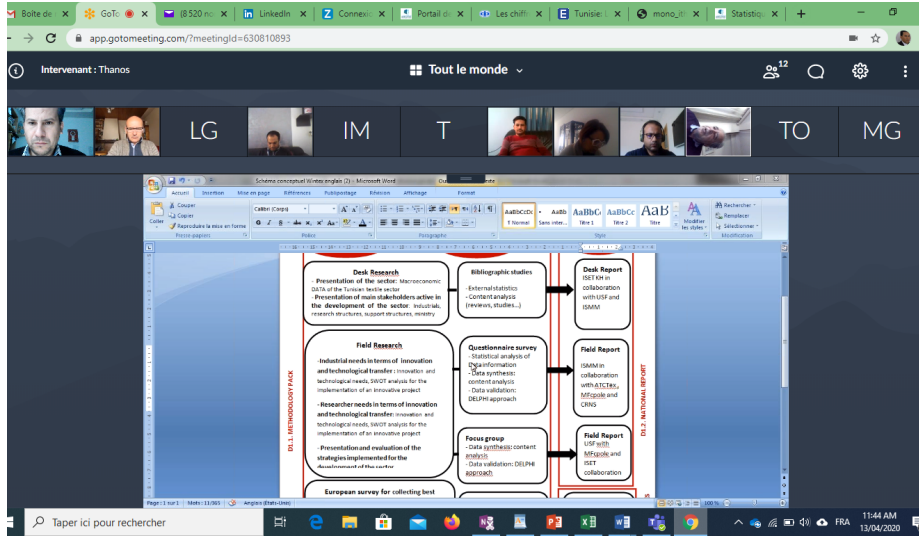 Boîte de
GoTo
(8 520 no
LinkedIn
Connexi
Portail d
Les chiff
Tunisie: L
mono_iti
Statistiq
app.gotomeeting.com/?meetingId=630810893
Intervenant : Thanos
Tout le monde
12
LG
IM
T
TO
MG
Schéma conceptuel Wintex englais (2) - Microsoft Word
Accueil Insertion Mise en page Références Publipostage Révision Affichage Format
Coller
Couper
Copier
Reproduire la mise en forme
Presse-papiers
Calibri (Corps)
Police
Paragraphe
AaBbCcDc AaBb AaBbCc AaBbCc AaB
¶ Normal Sans inter... Titre 1 Titre 2 Titre
Modifier les styles
Style
Rechercher
Remplacer
Sélectionner
Modification
D1.1. METHODOLOGY PACK
Desk Research
- Presentation of the sector: Macroeconomic
DATA of the Tunisian textile sector
-Presentation of main stakeholders active in
the development of the sector: Industrials,
research structures, support structures, ministry
Bibliographic studies
- External statistics
- Content analysis
(reviews, studies...)
Desk Report
ISET KH in
collaboration
with USF and
ISMM
Field Research
-Industrial needs in terms of innovation
and technological transfer : Innovation and
technological needs, SWOT analysis for the
implementation of an innovative project
-Researcher needs in terms of innovation
and technological transfer: Innovation and
technological needs, SWOT analysis for the
implementation of an innovative project
-Presentation and evaluation of the
strategies implemented for the
development of the sector
Questionnaire survey
- Statistical analysis of
Data information
- Data synthesis:
content analysis
- Data validation:
DELPHI approach
Field Report
ISMM in
collaboration
with ATCTex ,
MFcpole and
CRNS
Focus group
- Data synthesis: content
analysis
- Data validation: DELPHI
approach
Field Report
USF with
MFcpole and
ISET
collaboration
D1.2. NATIONAL REPORT
European survey for collecting best
Page : 1 sur 1 Mots : 11/365 Anglais (États-Unis)
100 %
Taper ici pour rechercher
FRA
11:44 AM
13/04/2020